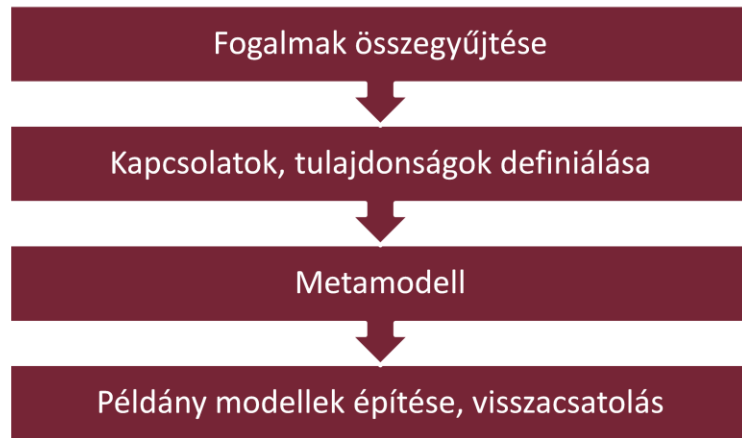 Fogalmak összegyűjtése
Kapcsolatok, tulajdonságok definiálása
Metamodell
Példány modellek építése, visszacsatolás